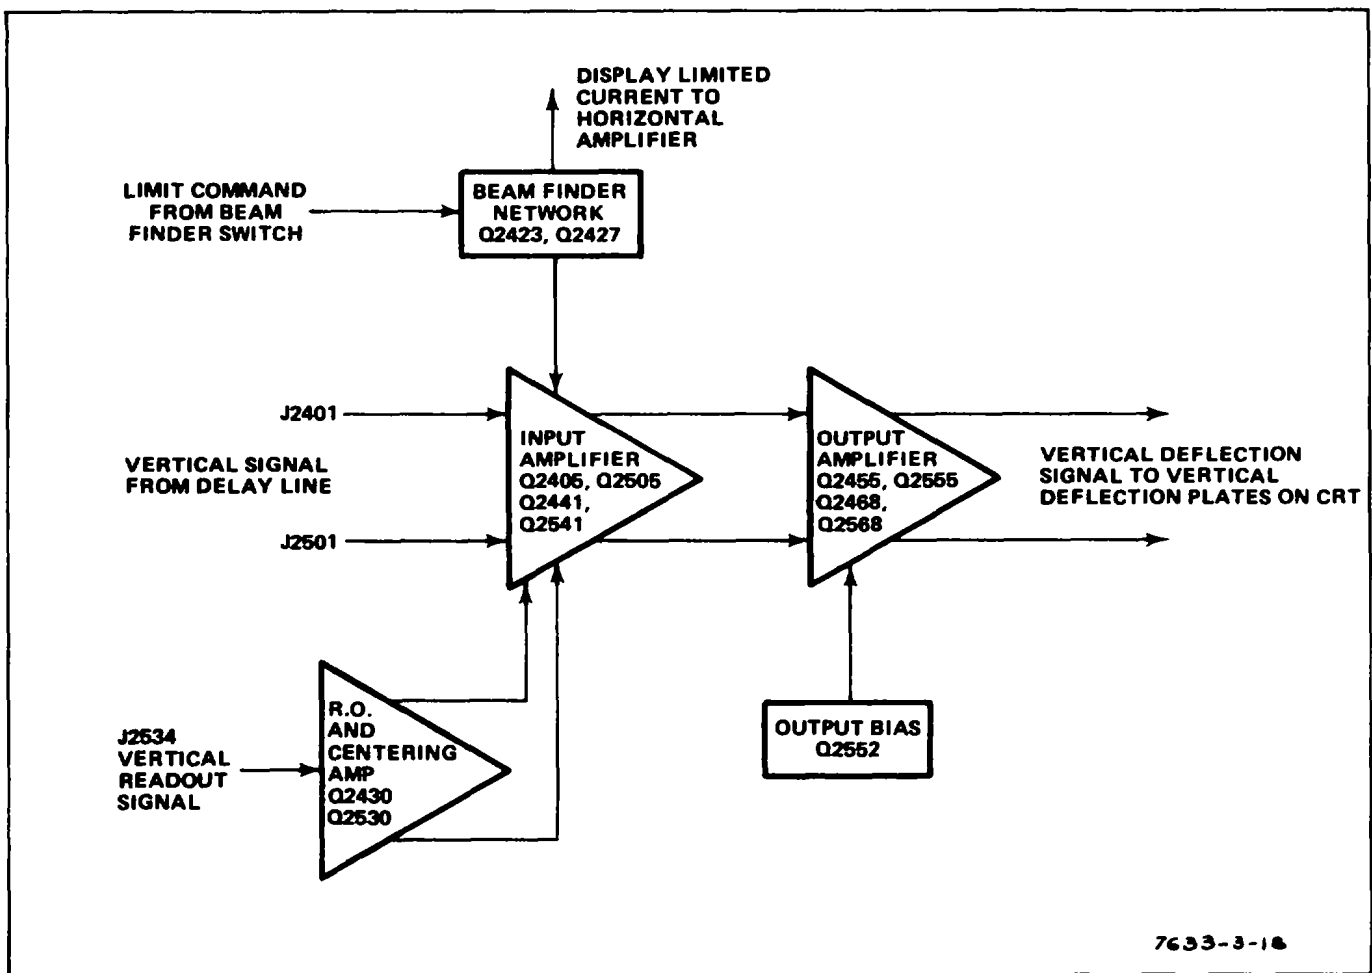 DISPLAY LIMITED
CURRENT TO
HORIZONTAL
AMPLIFIER
LIMIT COMMAND
FROM BEAM
FINDER SWITCH
BEAM FINDER
NETWORK
Q2423, Q2427
J2401
VERTICAL SIGNAL
FROM DELAY LINE
J2501
INPUT
AMPLIFIER
Q2405, Q2505
Q2441,
Q2541
OUTPUT
AMPLIFIER
Q2455, Q2555
Q2468,
Q2568
VERTICAL DEFLECTION
SIGNAL TO VERTICAL
DEFLECTION PLATES ON CRT
J2534
VERTICAL
READOUT
SIGNAL
R.O.
AND
CENTERING
AMP
Q2430
Q2530
OUTPUT BIAS
Q2552
7633-3-18